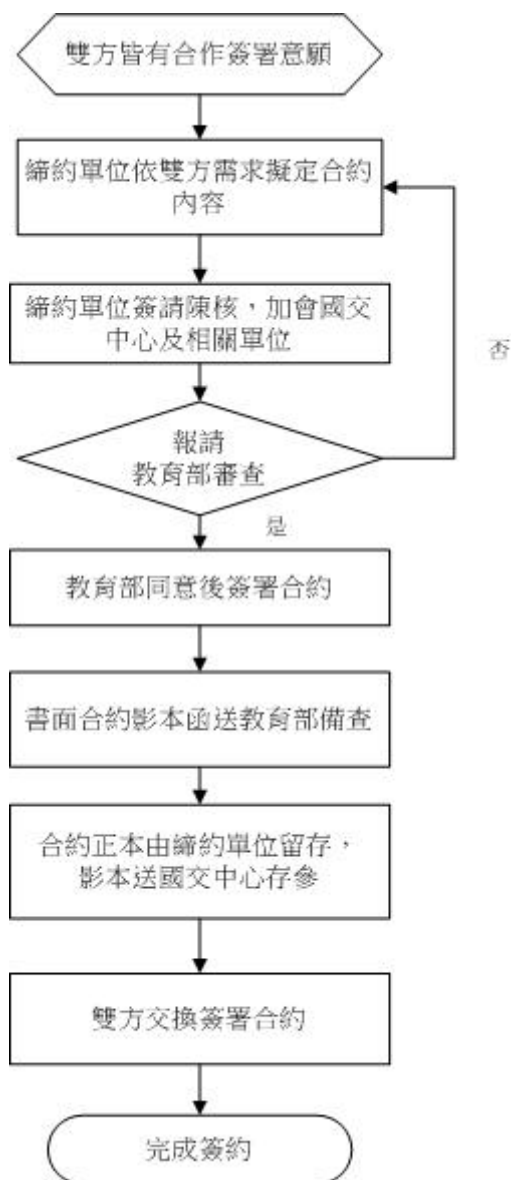 雙方皆有合作簽署意願
締約單位依雙方需求擬定合約
內容
締約單位簽請陳核，加會國交
中心及相關單位
否
報請
教育部審查
是
教育部同意後簽署合約
書面合約影本函送教育部備查
合約正本由締約單位留存，
影本送國交中心存參
雙方交換簽署合約
完成簽約